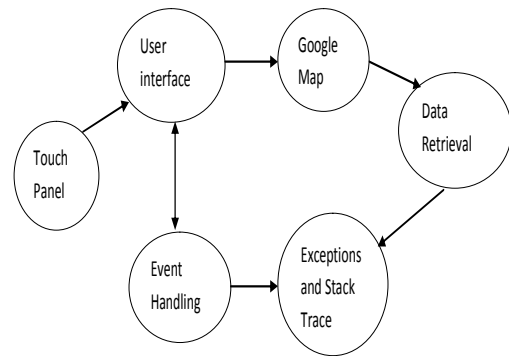 User
interface
Google
Map
Data
Retrieval
Touch
Panel
Event
Handling
Exceptions
and Stack
Trace